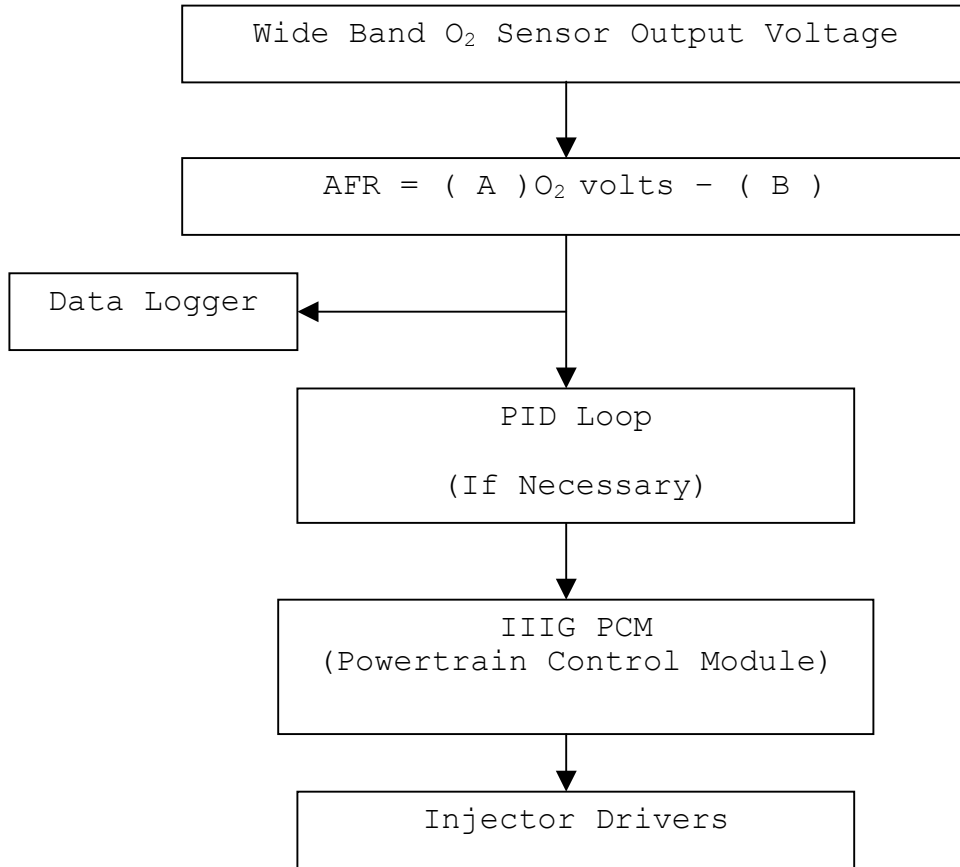 Wide Band O₂ Sensor Output Voltage
AFR = ( A )O₂ volts – ( B )
Data Logger
PID Loop
(If Necessary)
IIIG PCM
(Powertrain Control Module)
Injector Drivers